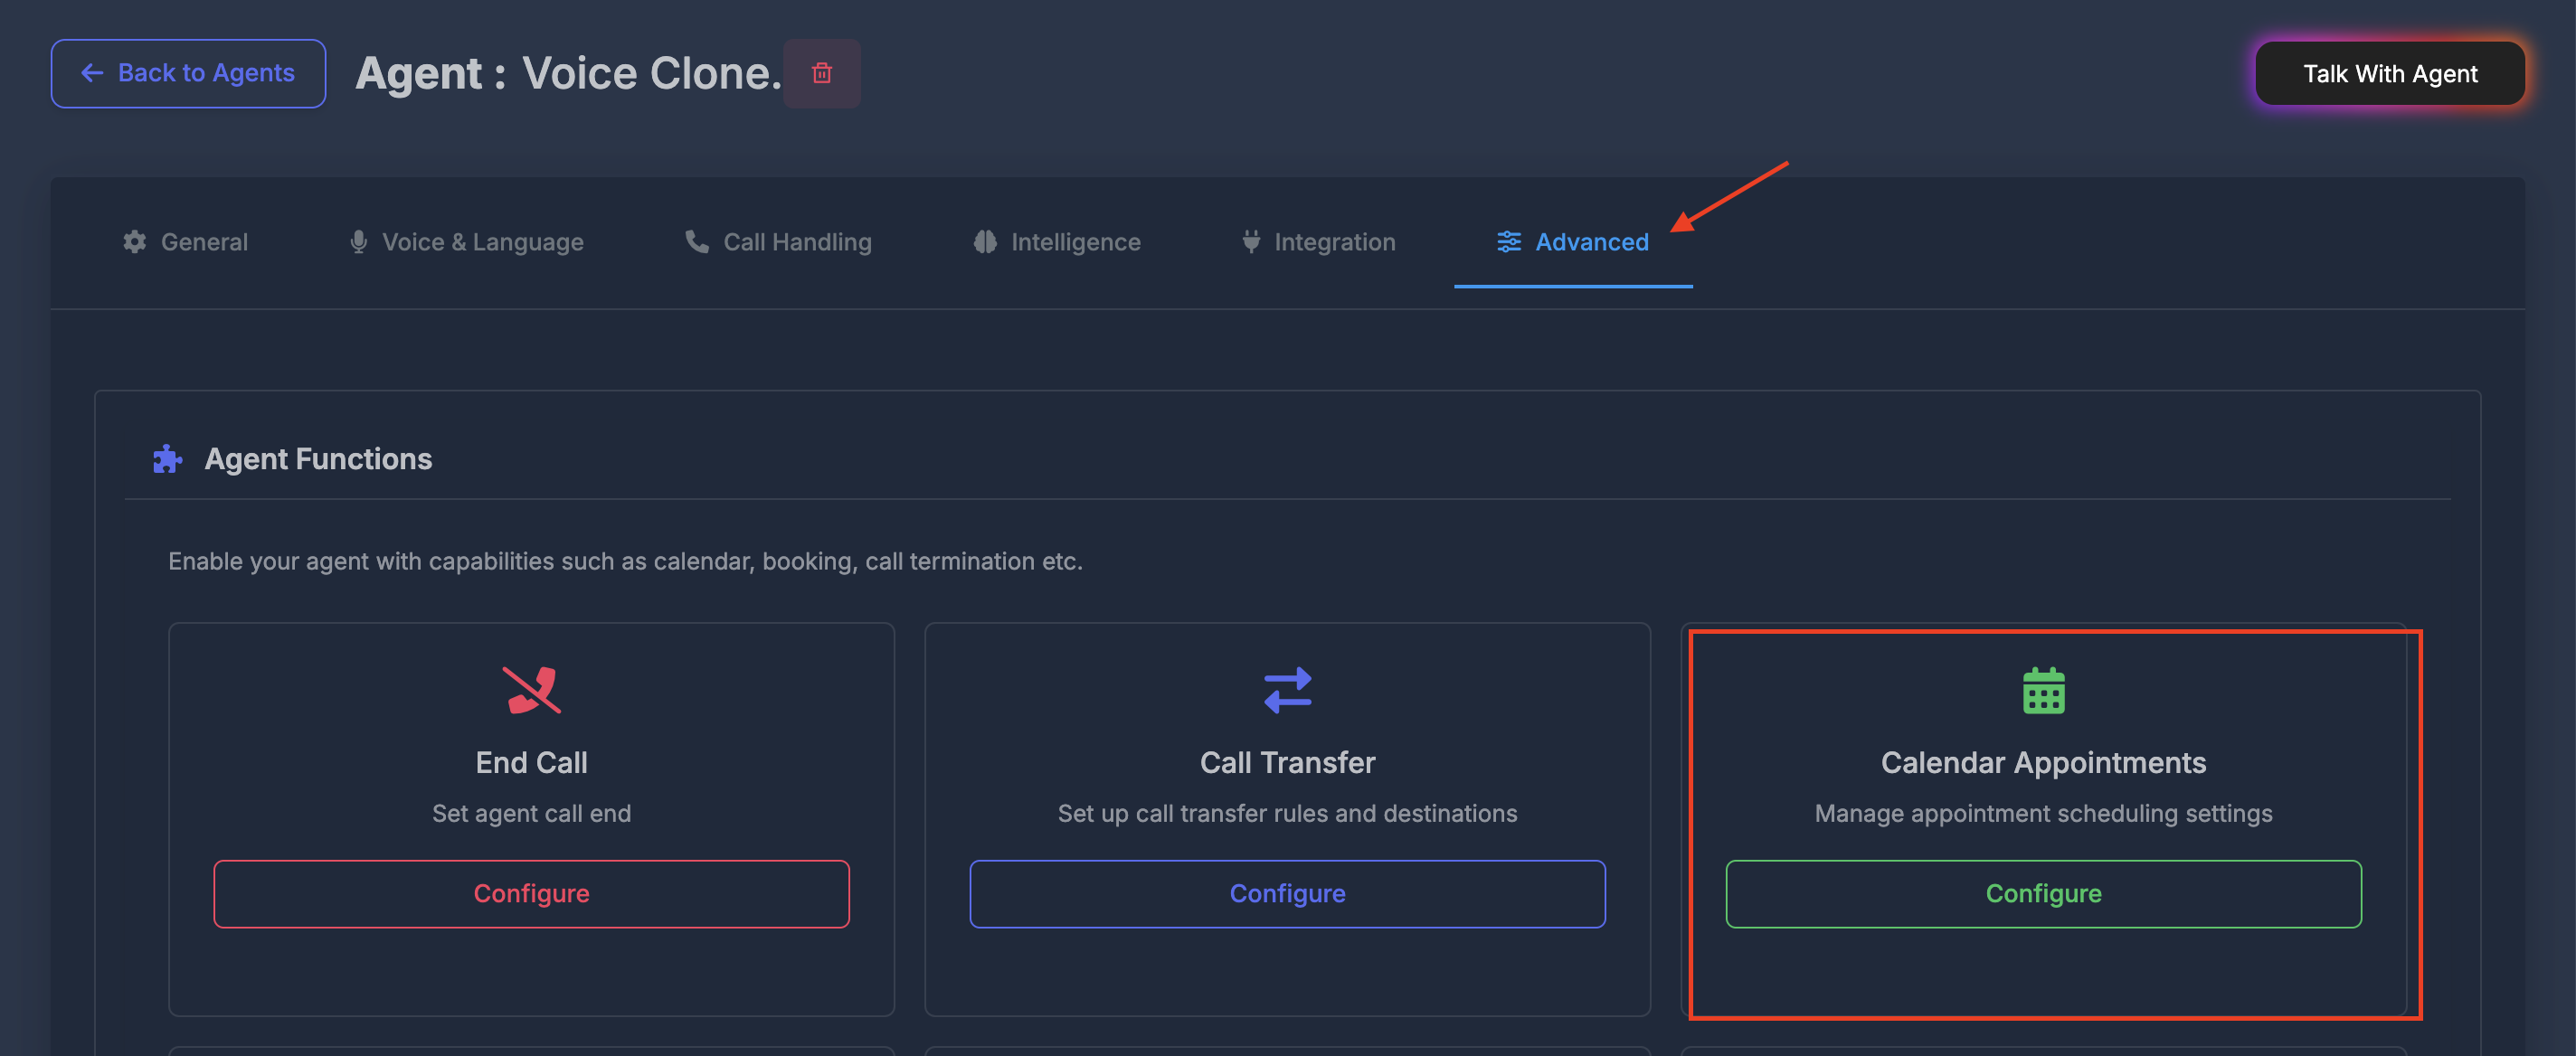 Back to Agents
Agent : Voice Clone.
Talk With Agent
General
Voice & Language
Call Handling
Intelligence
Integration
Advanced
Agent Functions
Enable your agent with capabilities such as calendar, booking, call termination etc.
End Call
Set agent call end
Configure
Call Transfer
Set up call transfer rules and destinations
Configure
Calendar Appointments
Manage appointment scheduling settings
Configure